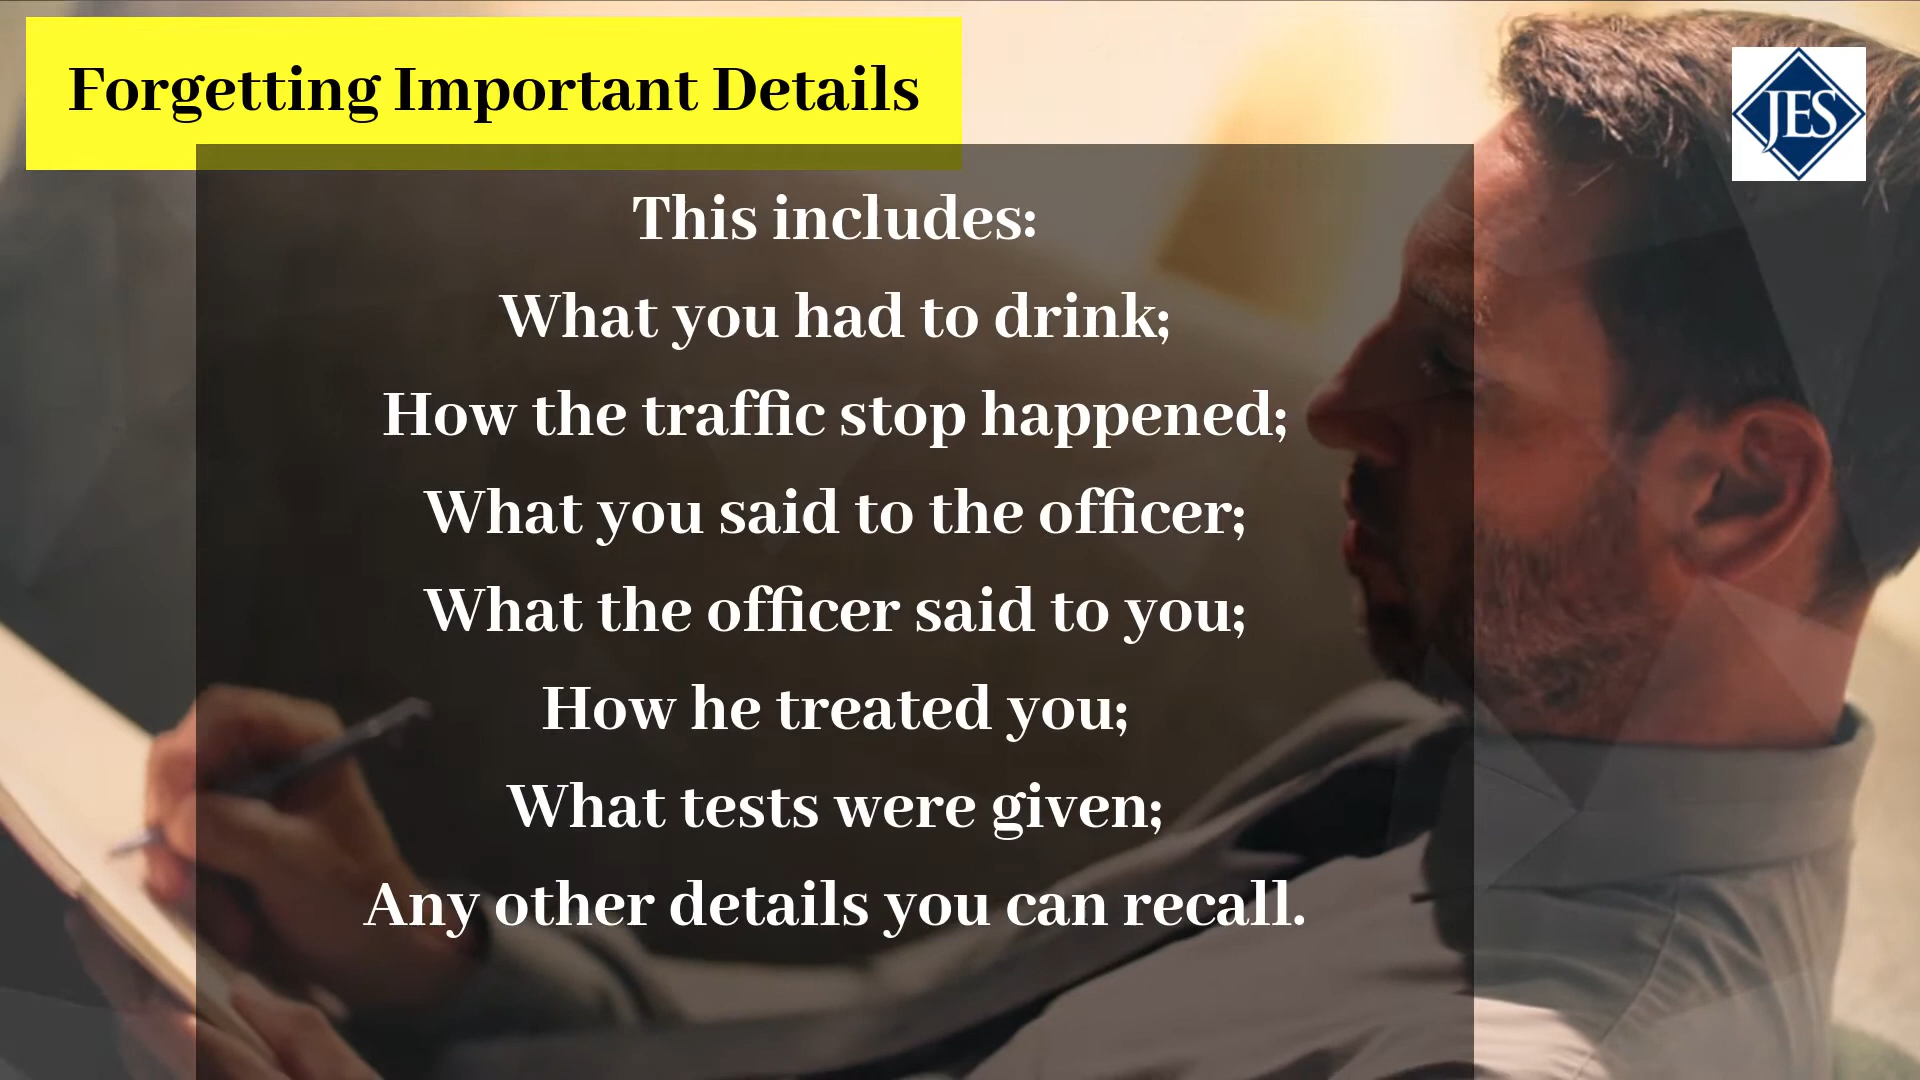 Forgetting Important Details
JES
This includes:
What you had to drink;
How the traffic stop happened;
What you said to the officer;
What the officer said to you;
How he treated you;
What tests were given;
Any other details you can recall.